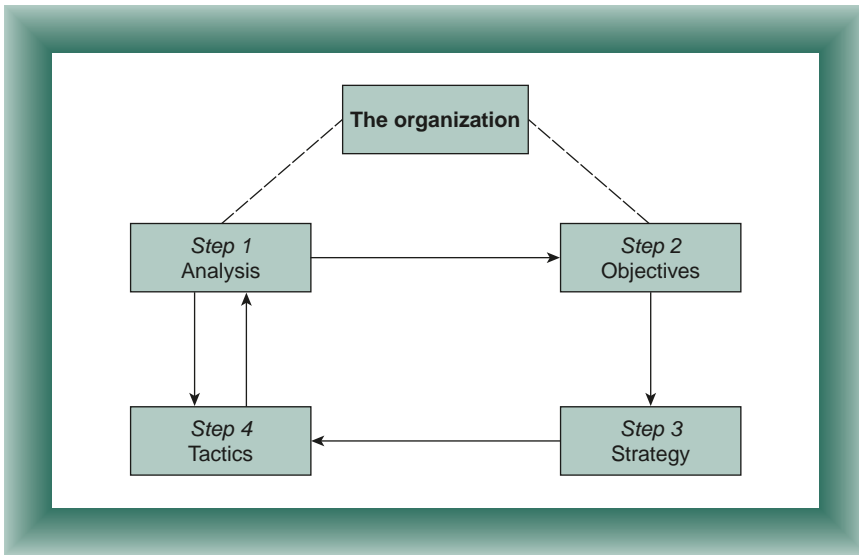 The organization
Step 1
Analysis
Step 2
Objectives
Step 4
Tactics
Step 3
Strategy